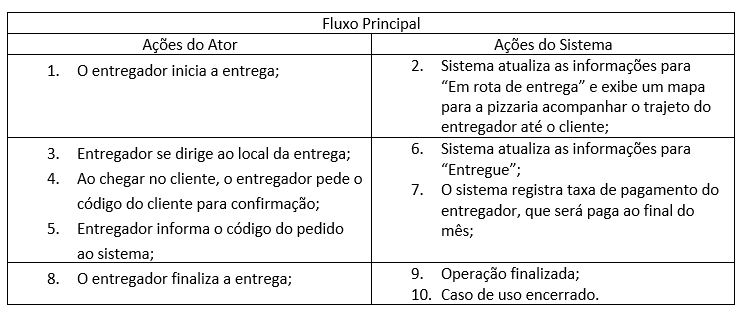 Fluxo Principal
Ações do Ator
Ações do Sistema
1. O entregador inicia a entrega;
2. Sistema atualiza as informações para
“Em rota de entrega” e exibe um mapa
para a pizzaria acompanhar o trajeto do
entregador até o cliente;
3. Entregador se dirige ao local da entrega;
4. Ao chegar no cliente, o entregador pede o
código do cliente para confirmação;
5. Entregador informa o código do pedido
ao sistema;
6. Sistema atualiza as informações para
“Entregue”;
7. O sistema registra taxa de pagamento do
entregador, que será paga ao final do
mês;
8. O entregador finaliza a entrega;
9. Operação finalizada;
10. Caso de uso encerrado.